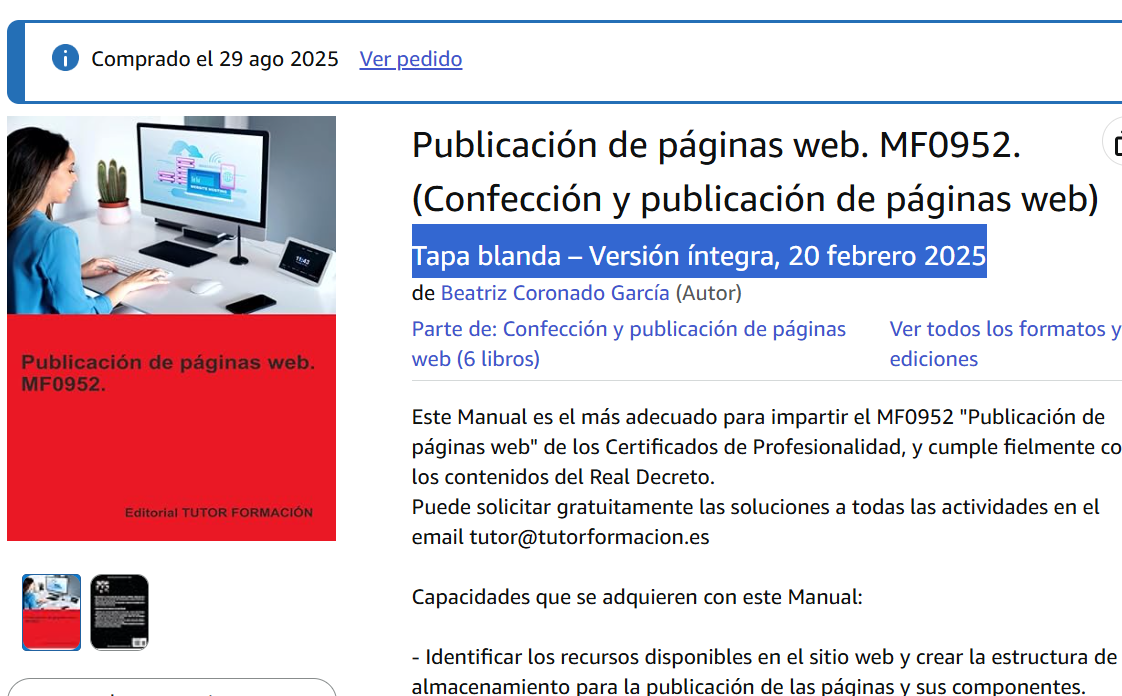 Comprado el 29 ago 2025 Ver pedido
Publicación de páginas web. MF0952.
(Confección y publicación de páginas web)
Tapa blanda – Versión íntegra, 20 febrero 2025
de Beatriz Coronado García (Autor)
Parte de: Confección y publicación de páginas
web (6 libros)
Ver todos los formatos y
ediciones
Publicación de páginas web.
MF0952.
Editorial TUTOR FORMACIÓN
Este Manual es el más adecuado para impartir el MF0952 "Publicación de
páginas web" de los Certificados de Profesionalidad, y cumple fielmente co
los contenidos del Real Decreto.
Puede solicitar gratuitamente las soluciones a todas las actividades en el
email tutor@tutorformacion.es
Capacidades que se adquieren con este Manual:
- Identificar los recursos disponibles en el sitio web y crear la estructura de
almacenamiento para la publicación de las páginas y sus componentes.